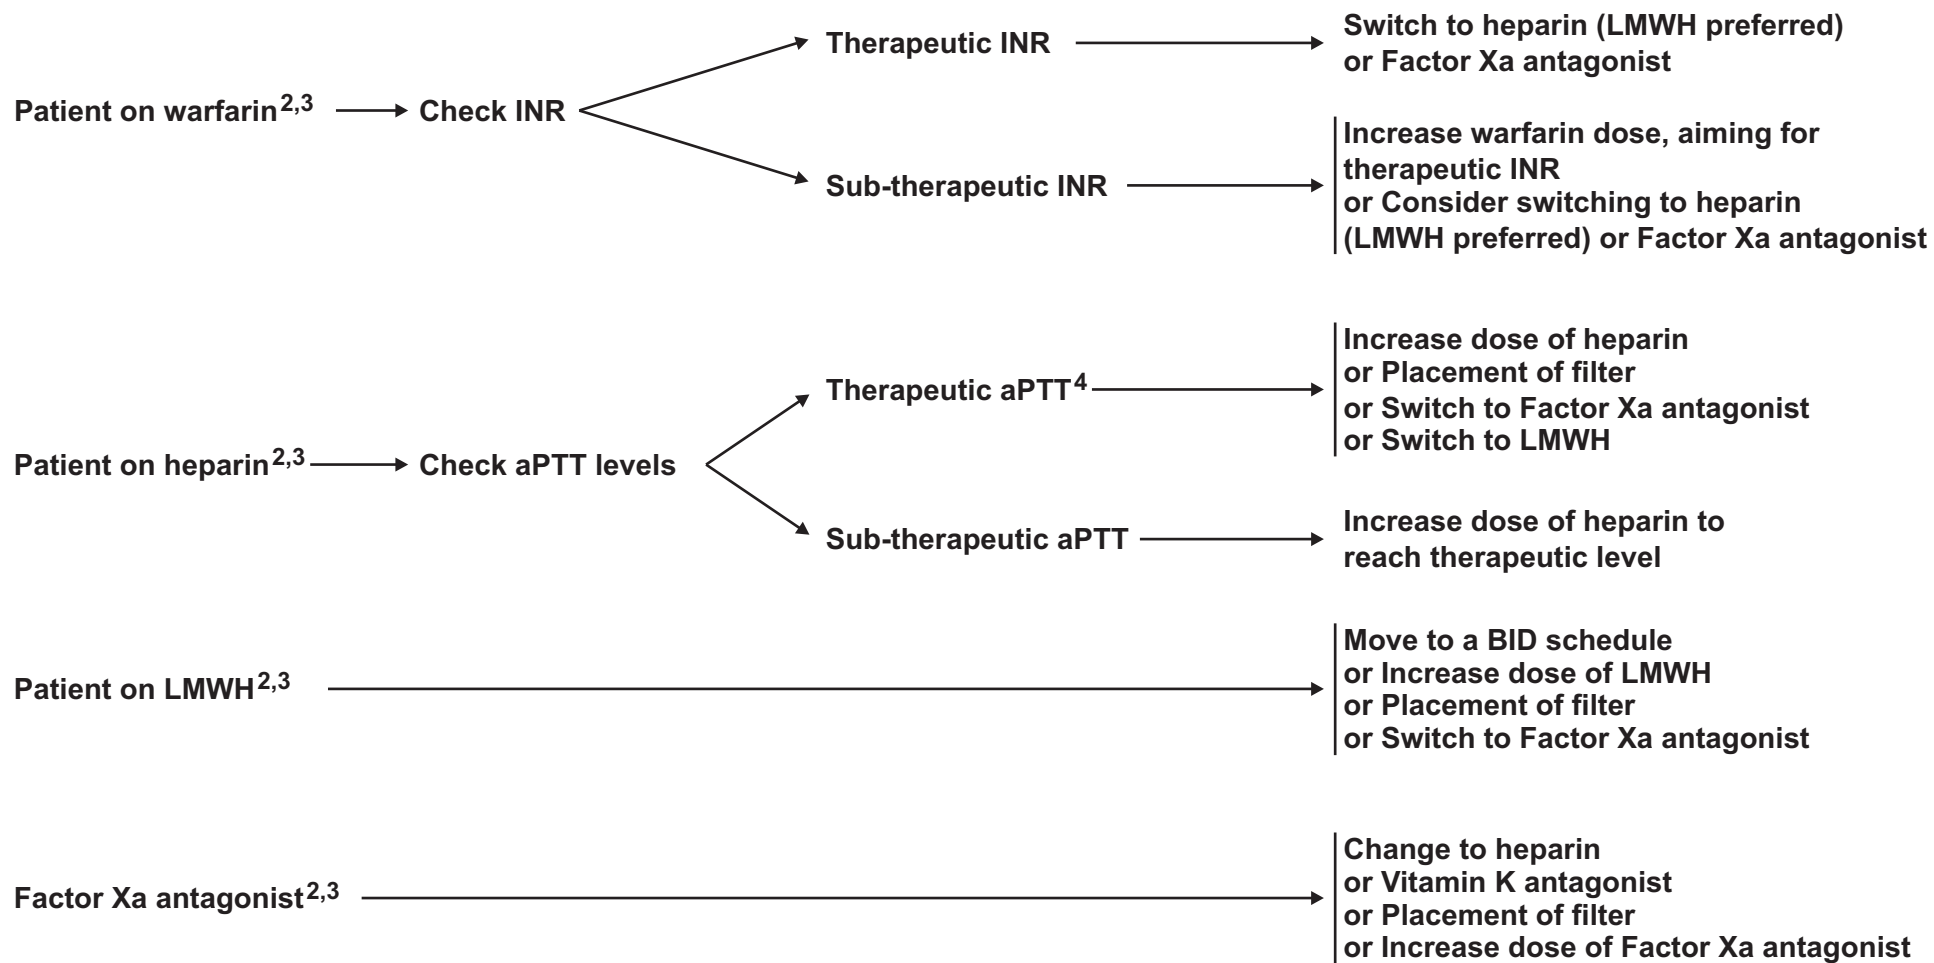 Patient on warfarin2,3
Check INR
Therapeutic INR
Switch to heparin (LMWH preferred)
or Factor Xa antagonist
Sub-therapeutic INR
Increase warfarin dose, aiming for
therapeutic INR
or Consider switching to heparin
(LMWH preferred) or Factor Xa antagonist
Patient on heparin2,3
Check aPTT levels
Therapeutic aPTT4
Increase dose of heparin
or Placement of filter
or Switch to Factor Xa antagonist
or Switch to LMWH
Sub-therapeutic aPTT
Increase dose of heparin to
reach therapeutic level
Patient on LMWH2,3
Move to a BID schedule
or Increase dose of LMWH
or Placement of filter
or Switch to Factor Xa antagonist
Factor Xa antagonist2,3
Change to heparin
or Vitamin K antagonist
or Placement of filter
or Increase dose of Factor Xa antagonist